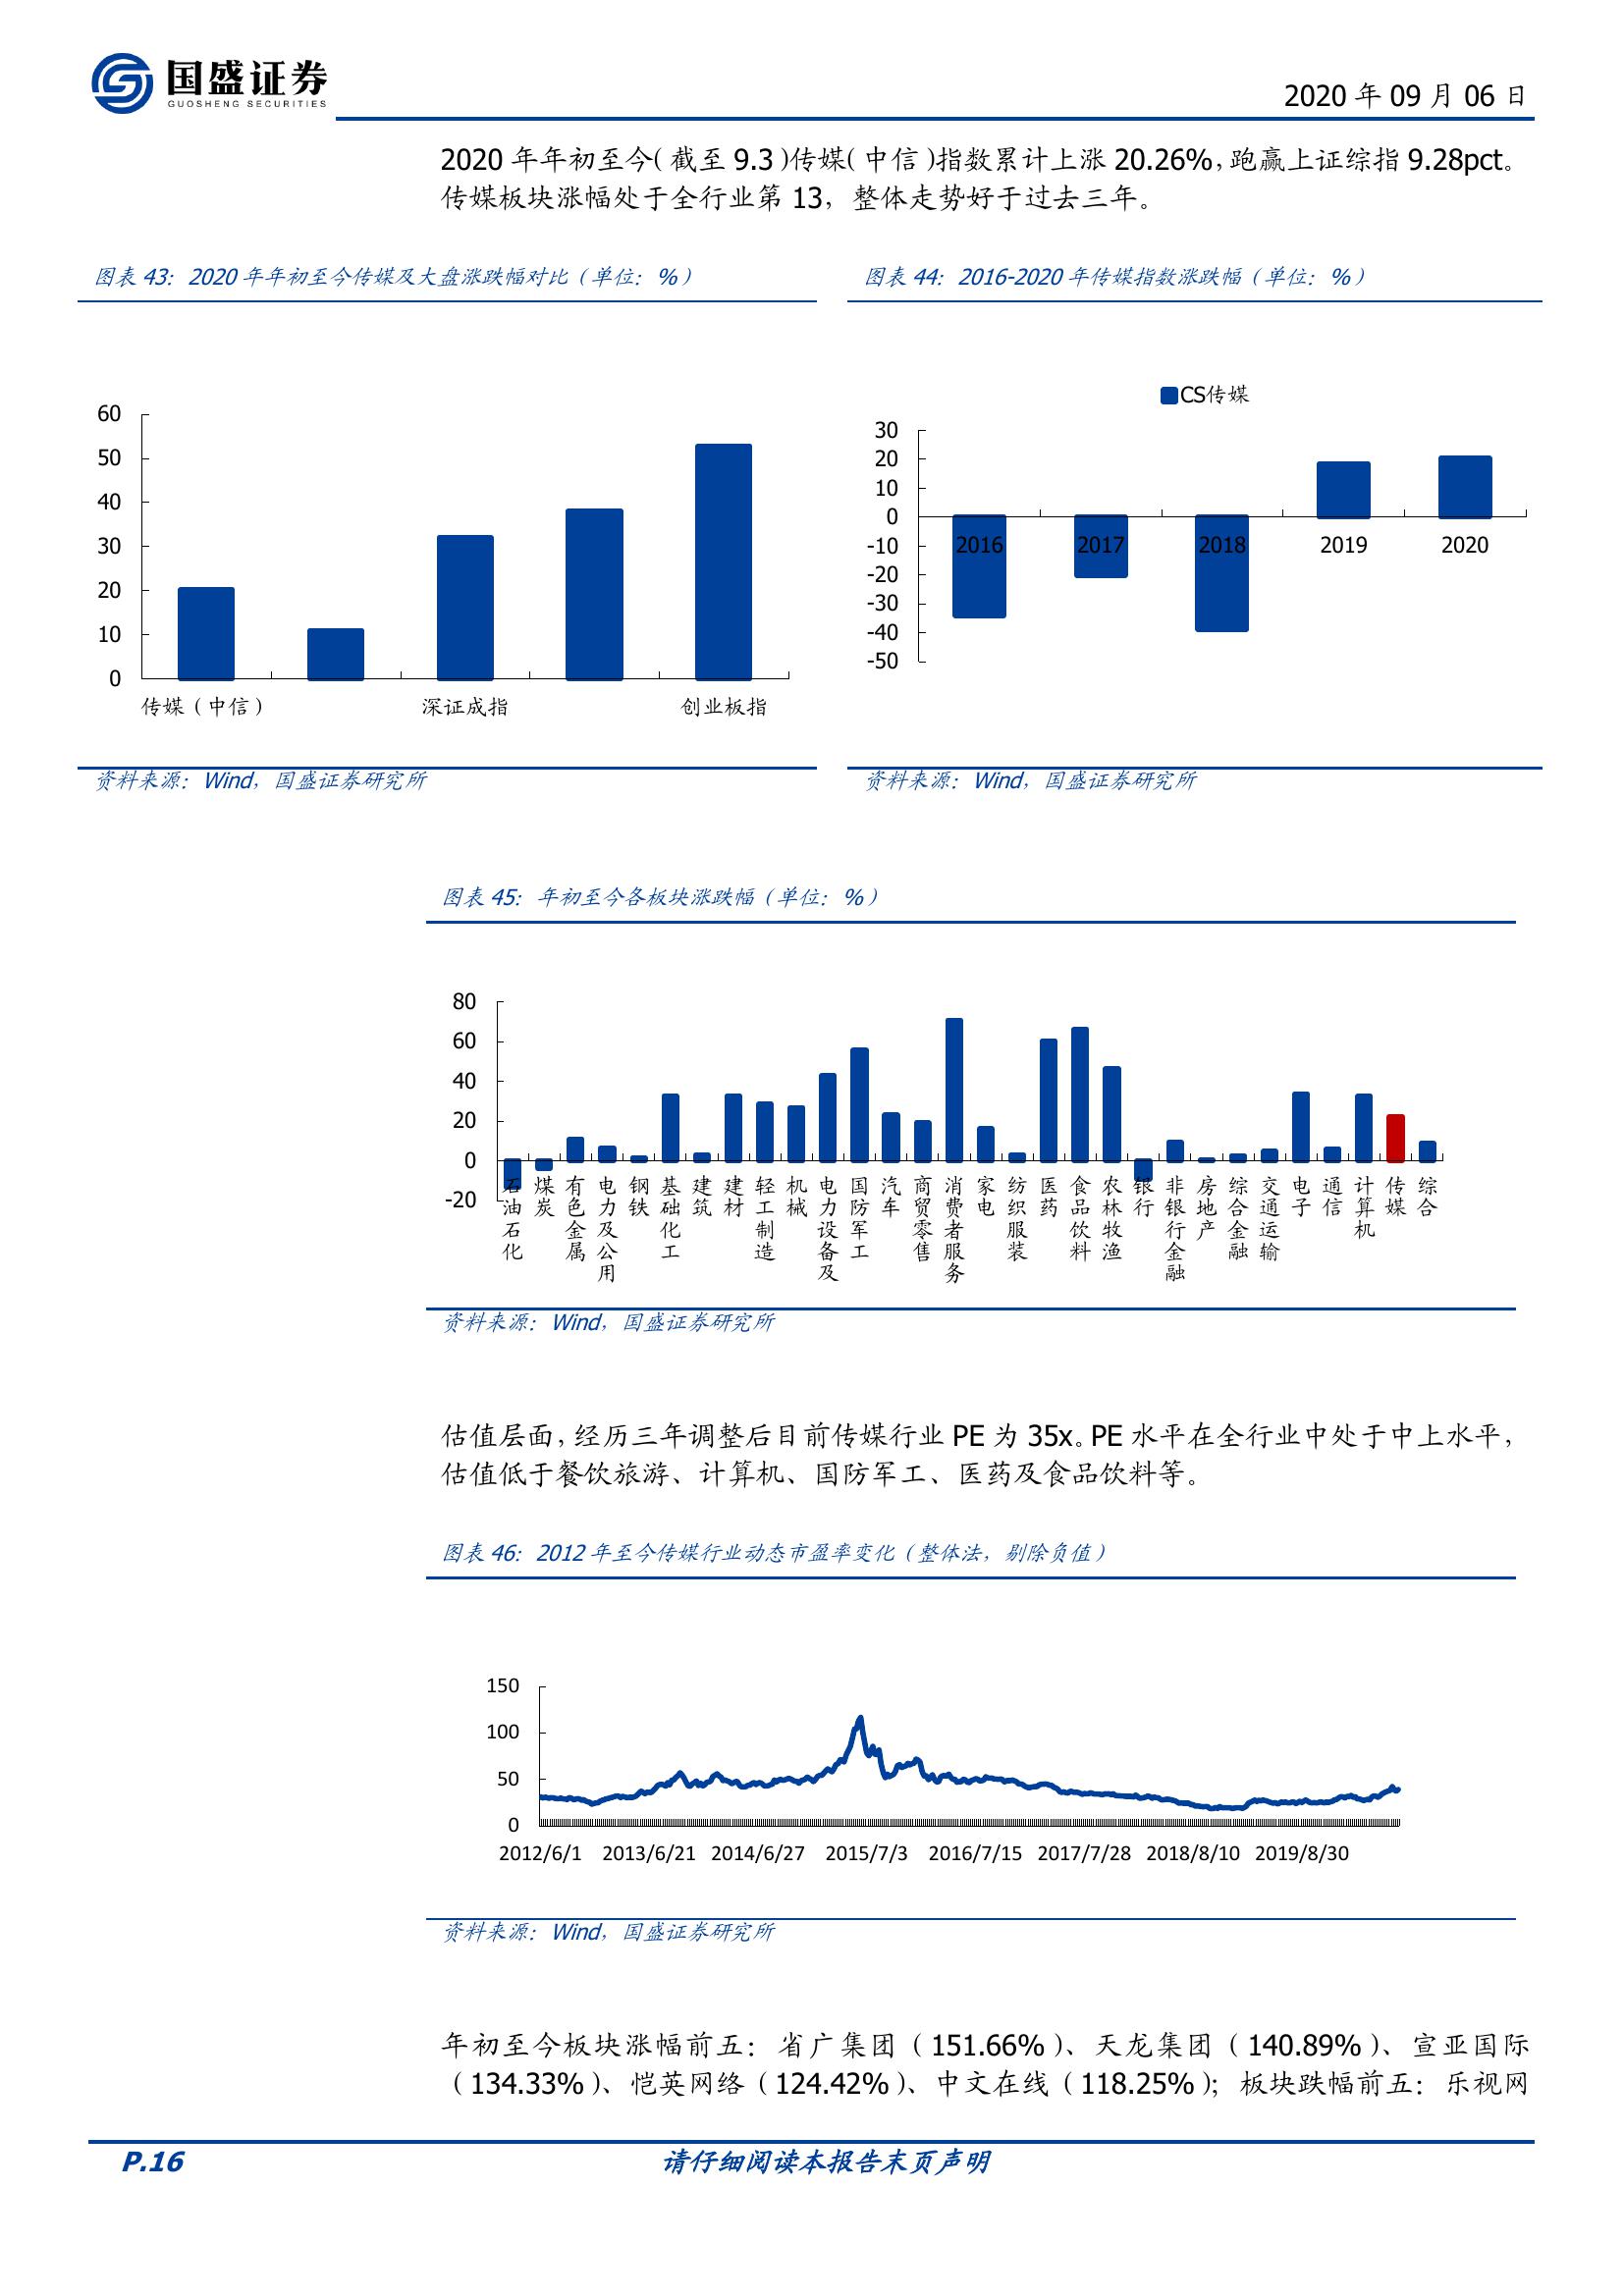 国盛证券
GUOSHENG SECURITIES
2020 年 09 月 06 日
2020 年年初至今(截至 9.3)传媒(中信)指数累计上涨 20.26%，跑赢上证综指 9.28pct。
传媒板块涨幅处于全行业第 13，整体走势好于过去三年。
图表 43：2020 年年初至今传媒及大盘涨跌幅对比（单位：%）
60
50
40
30
20
10
0
传媒（中信）
深证成指
创业板指
资料来源：Wind，国盛证券研究所
图表 44：2016-2020 年传媒指数涨跌幅（单位：%）
CS传媒
30
20
10
0
-10
-20
-30
-40
-50
2016
2017
2018
2019
2020
资料来源：Wind，国盛证券研究所
图表 45：年初至今各板块涨跌幅（单位：%）
80
60
40
20
0
-20
石油石化
煤炭
有色金属
电力及公用
钢铁
基础化工
建筑
建材
轻工制造
机械
电力设备及
国防军工
汽车
商贸零售
消费者服务
家电
纺织服装
医药
食品饮料
农林牧渔
银行
非银行金融
房地产
综合金融
交通运输
电子
通信
计算机
传媒
综合
资料来源：Wind，国盛证券研究所
估值层面，经历三年调整后目前传媒行业 PE 为 35x。PE 水平在全行业中处于中上水平，
估值低于餐饮旅游、计算机、国防军工、医药及食品饮料等。
图表 46：2012 年至今传媒行业动态市盈率变化（整体法，剔除负值）
150
100
50
0
2012/6/1 2013/6/21 2014/6/27 2015/7/3 2016/7/15 2017/7/28 2018/8/10 2019/8/30
资料来源：Wind，国盛证券研究所
年初至今板块涨幅前五：省广集团（151.66%）、天龙集团（140.89%）、宣亚国际
（134.33%）、恺英网络（124.42%）、中文在线（118.25%）；板块跌幅前五：乐视网
P.16
请仔细阅读本报告末页声明